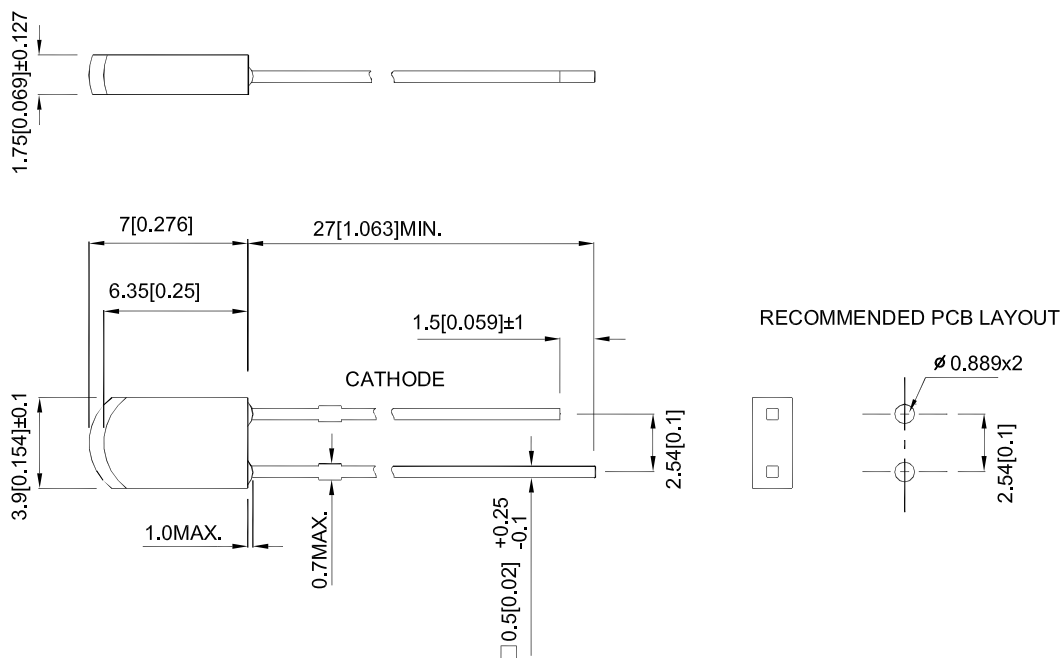 1.75[0.069]±0.127
7[0.276]
27[1.063]MIN.
6.35[0.25]
1.5[0.059]±1
RECOMMENDED PCB LAYOUT
ø 0.889x2
CATHODE
3.9[0.154]±0.1
2.54[0.1]
2.54[0.1]
1.0MAX.
0.7MAX.
□0.5[0.02] +0.25
-0.1